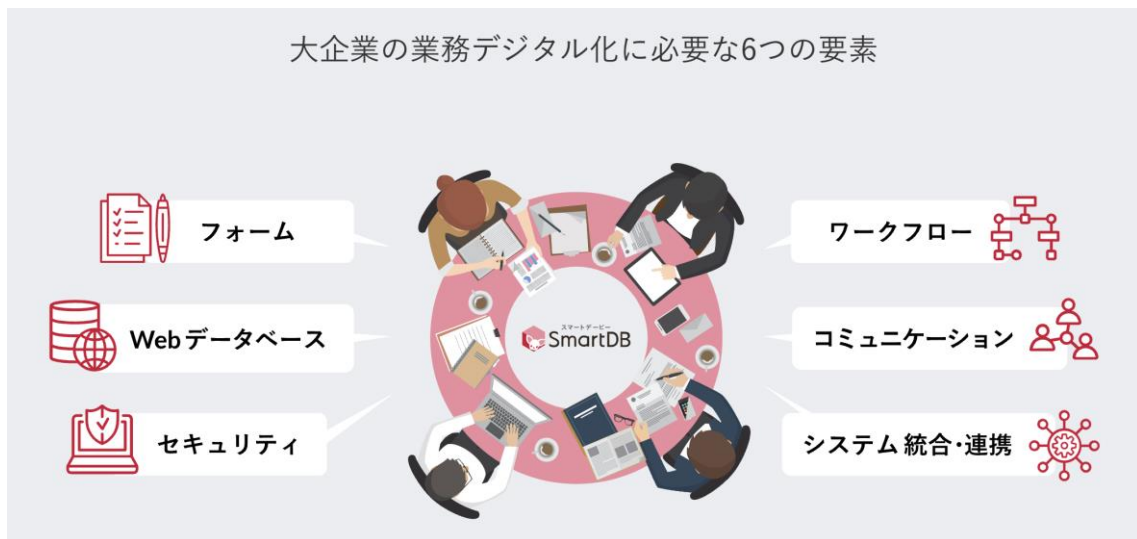 大企業の業務デジタル化に必要な6つの要素
フォーム
Webデータベース
セキュリティ
スマートデービー
SmartDB
ワークフロー
コミュニケーション
システム 統合・連携